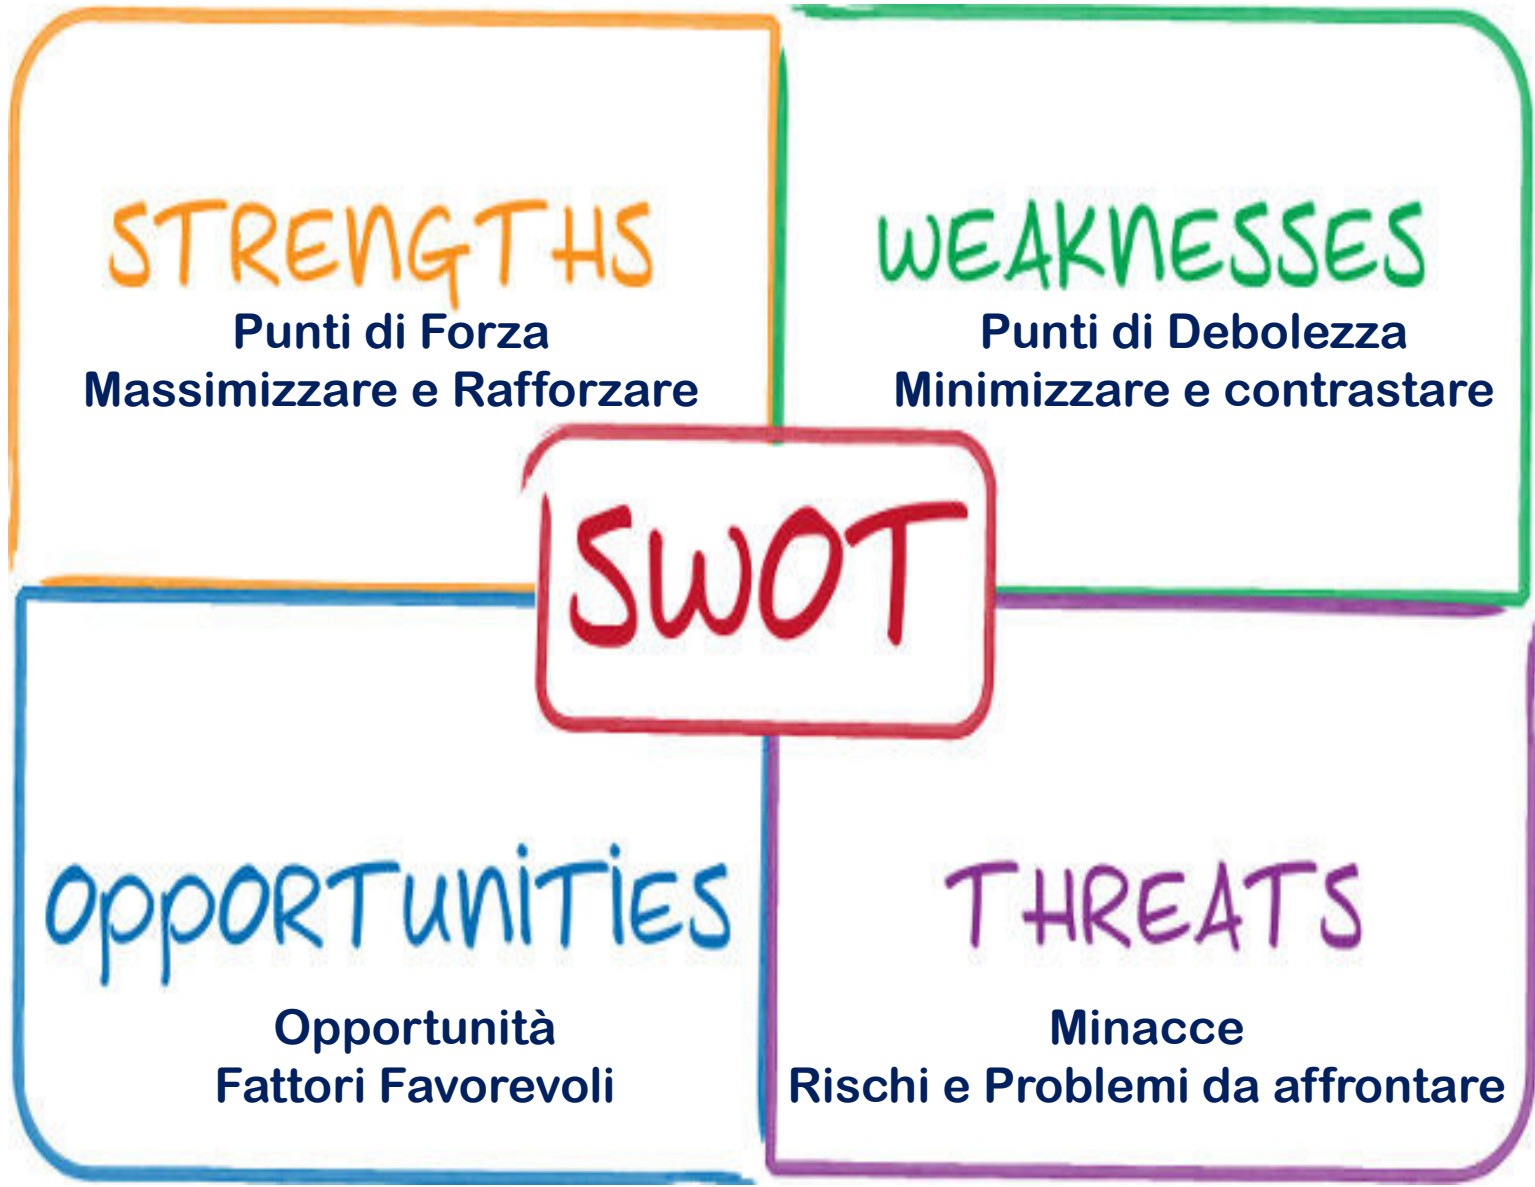 STRENGTHS
Punti di Forza
Massimizzare e Rafforzare
WEAKNESSES
Punti di Debolezza
Minimizzare e contrastare
SWOT
OPPORTUNITIES
Opportunità
Fattori Favorevoli
THREATS
Minacce
Rischi e Problemi da affrontare